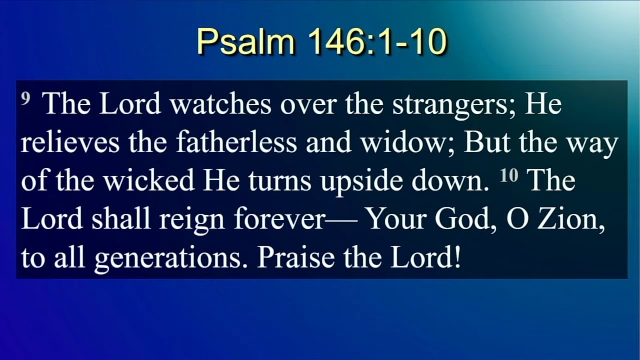 Psalm 146:1-10
9 The Lord watches over the strangers; He
relieves the fatherless and widow; But the way
of the wicked He turns upside down. 10 The
Lord shall reign forever— Your God, O Zion,
to all generations. Praise the Lord!